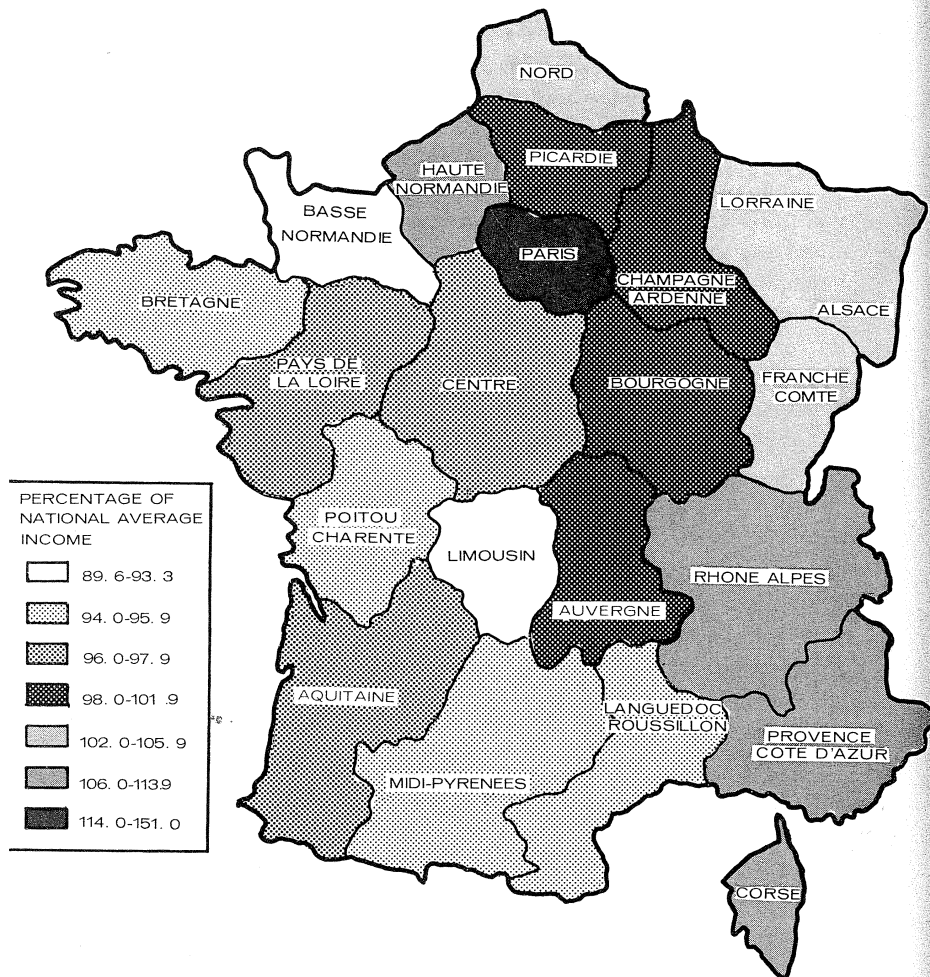 NORD
PICARDIE
HAUTE
NORMANDIE
BASSE
NORMANDIE
LORRAINE
PARIS
CHAMPAGNE
ARDENNE
BRETAGNE
ALSACE
PAYS DE
LA LOIRE
CENTRE
BOURGOGNE
FRANCHE
COMTE
POITOU
CHARENTE
LIMOUSIN
RHONE ALPES
AUVERGNE
AQUITAINE
LANGUEDOC
ROUSSILLON
PROVENCE
COTE D'AZUR
MIDI-PYRENEES
CORSE
PERCENTAGE OF
NATIONAL AVERAGE
INCOME
89. 6-93. 3
94. 0-95. 9
96. 0-97. 9
98. 0-101 .9
102. 0-105. 9
106. 0-113.9
114. 0-151. 0